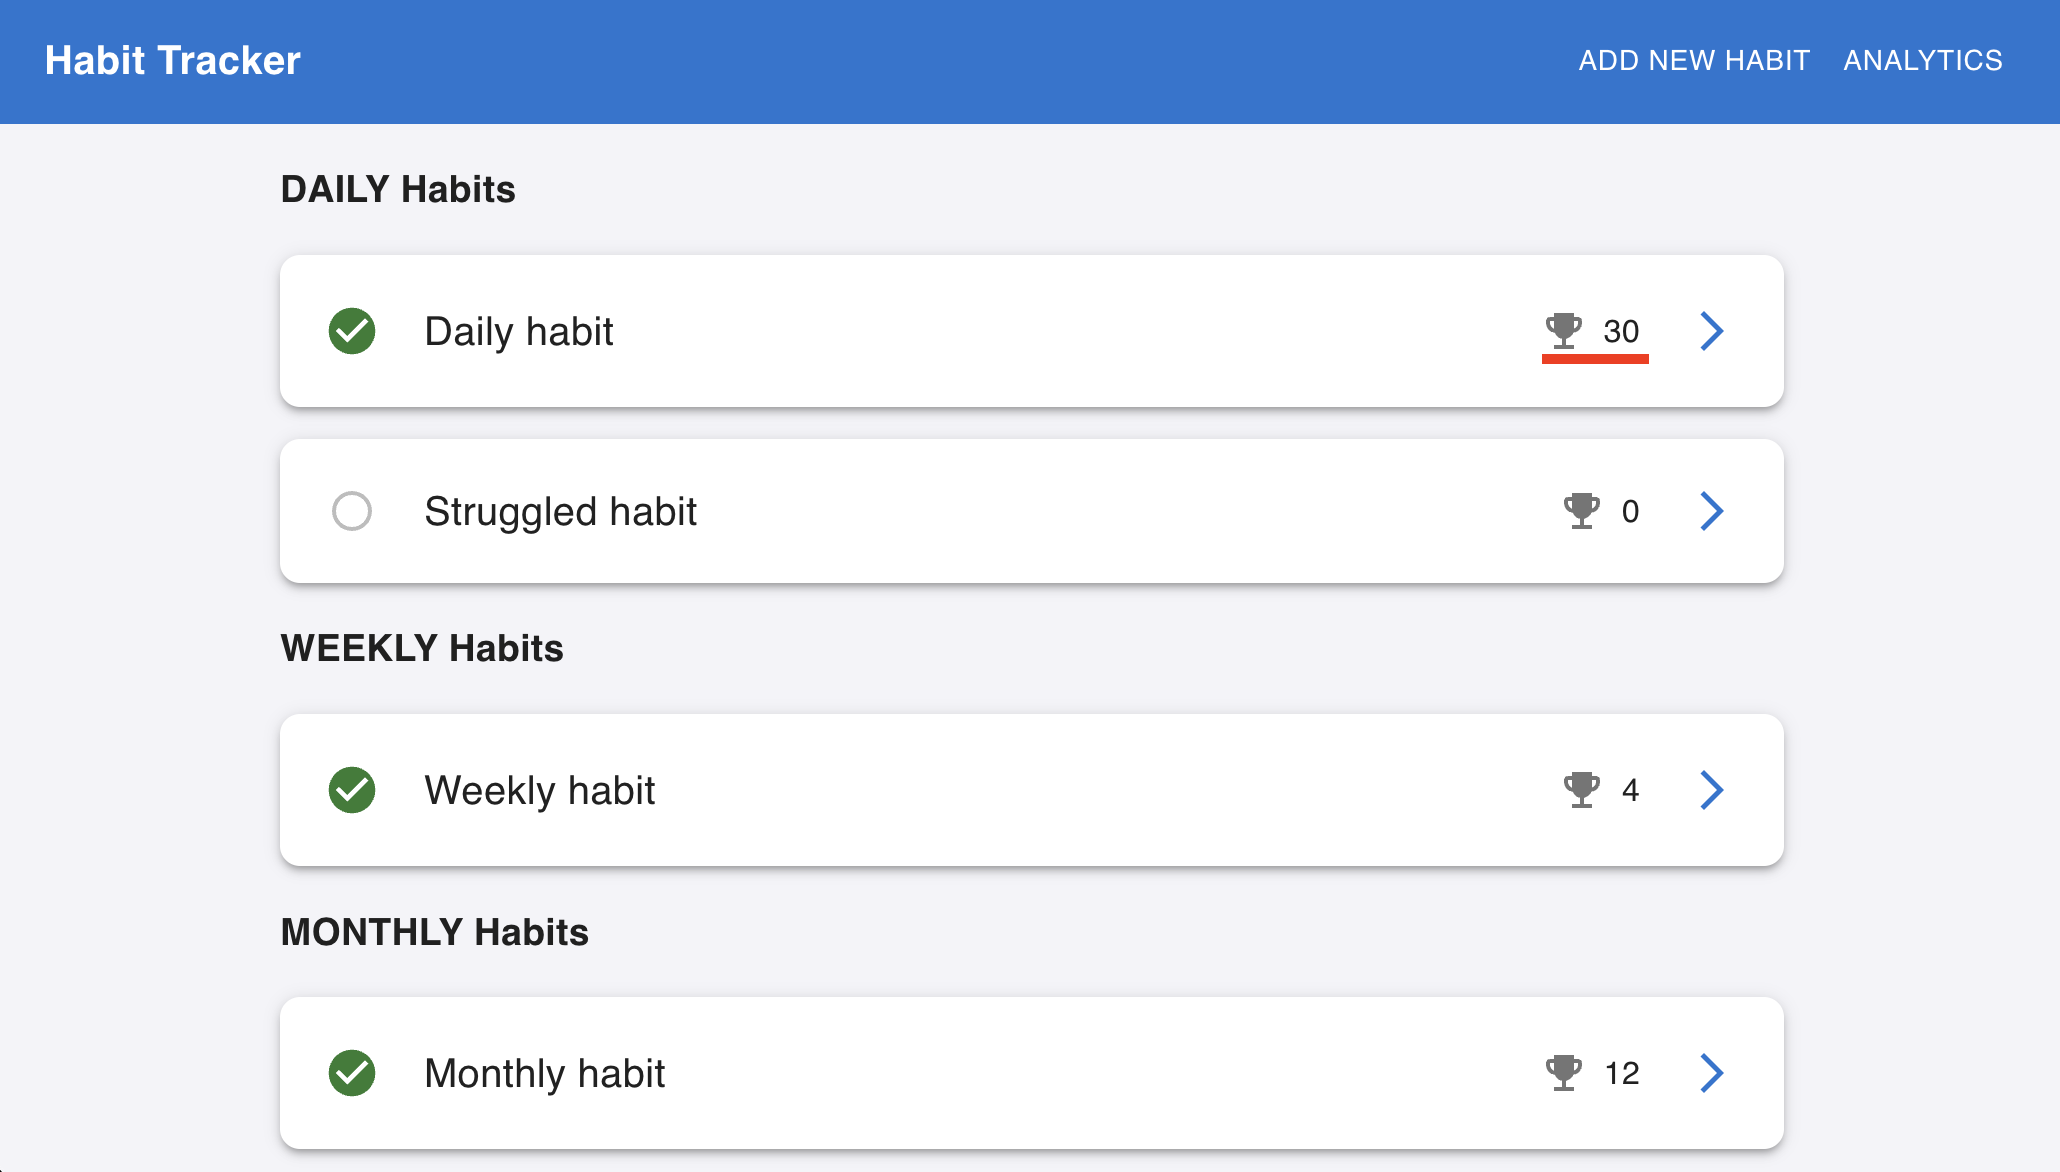 Habit Tracker ADD NEW HABIT ANALYTICS
DAILY Habits
Daily habit 30
Struggled habit 0
WEEKLY Habits
Weekly habit 4
MONTHLY Habits
Monthly habit 12